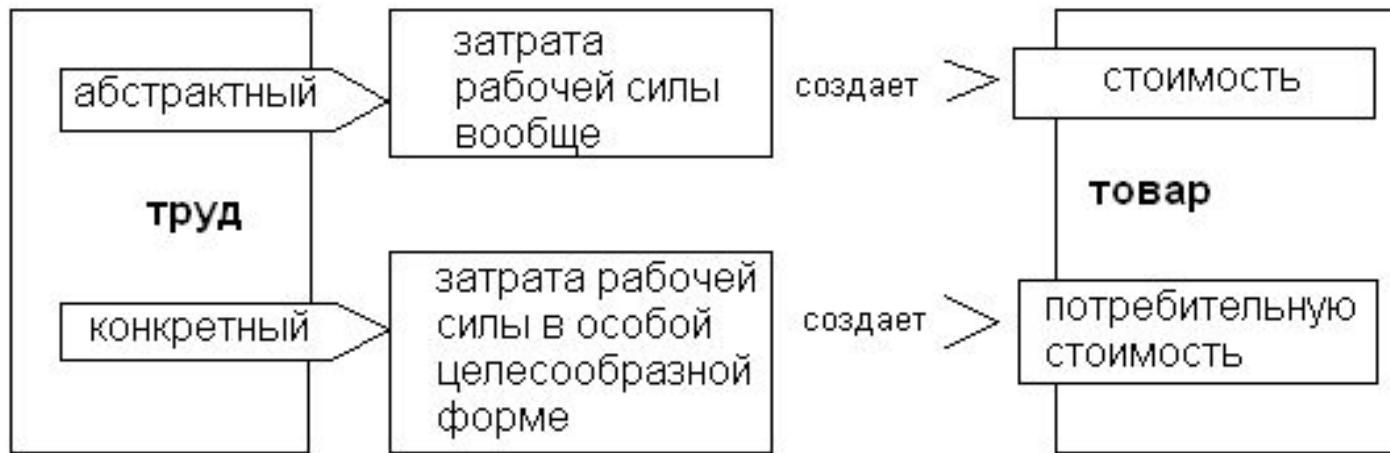 абстрактный
затрата
рабочей силы
вообще
создает
стоимость
труд
товар
конкретный
затрата рабочей
силы в особой
целесообразной
форме
создает
потребительную
стоимость